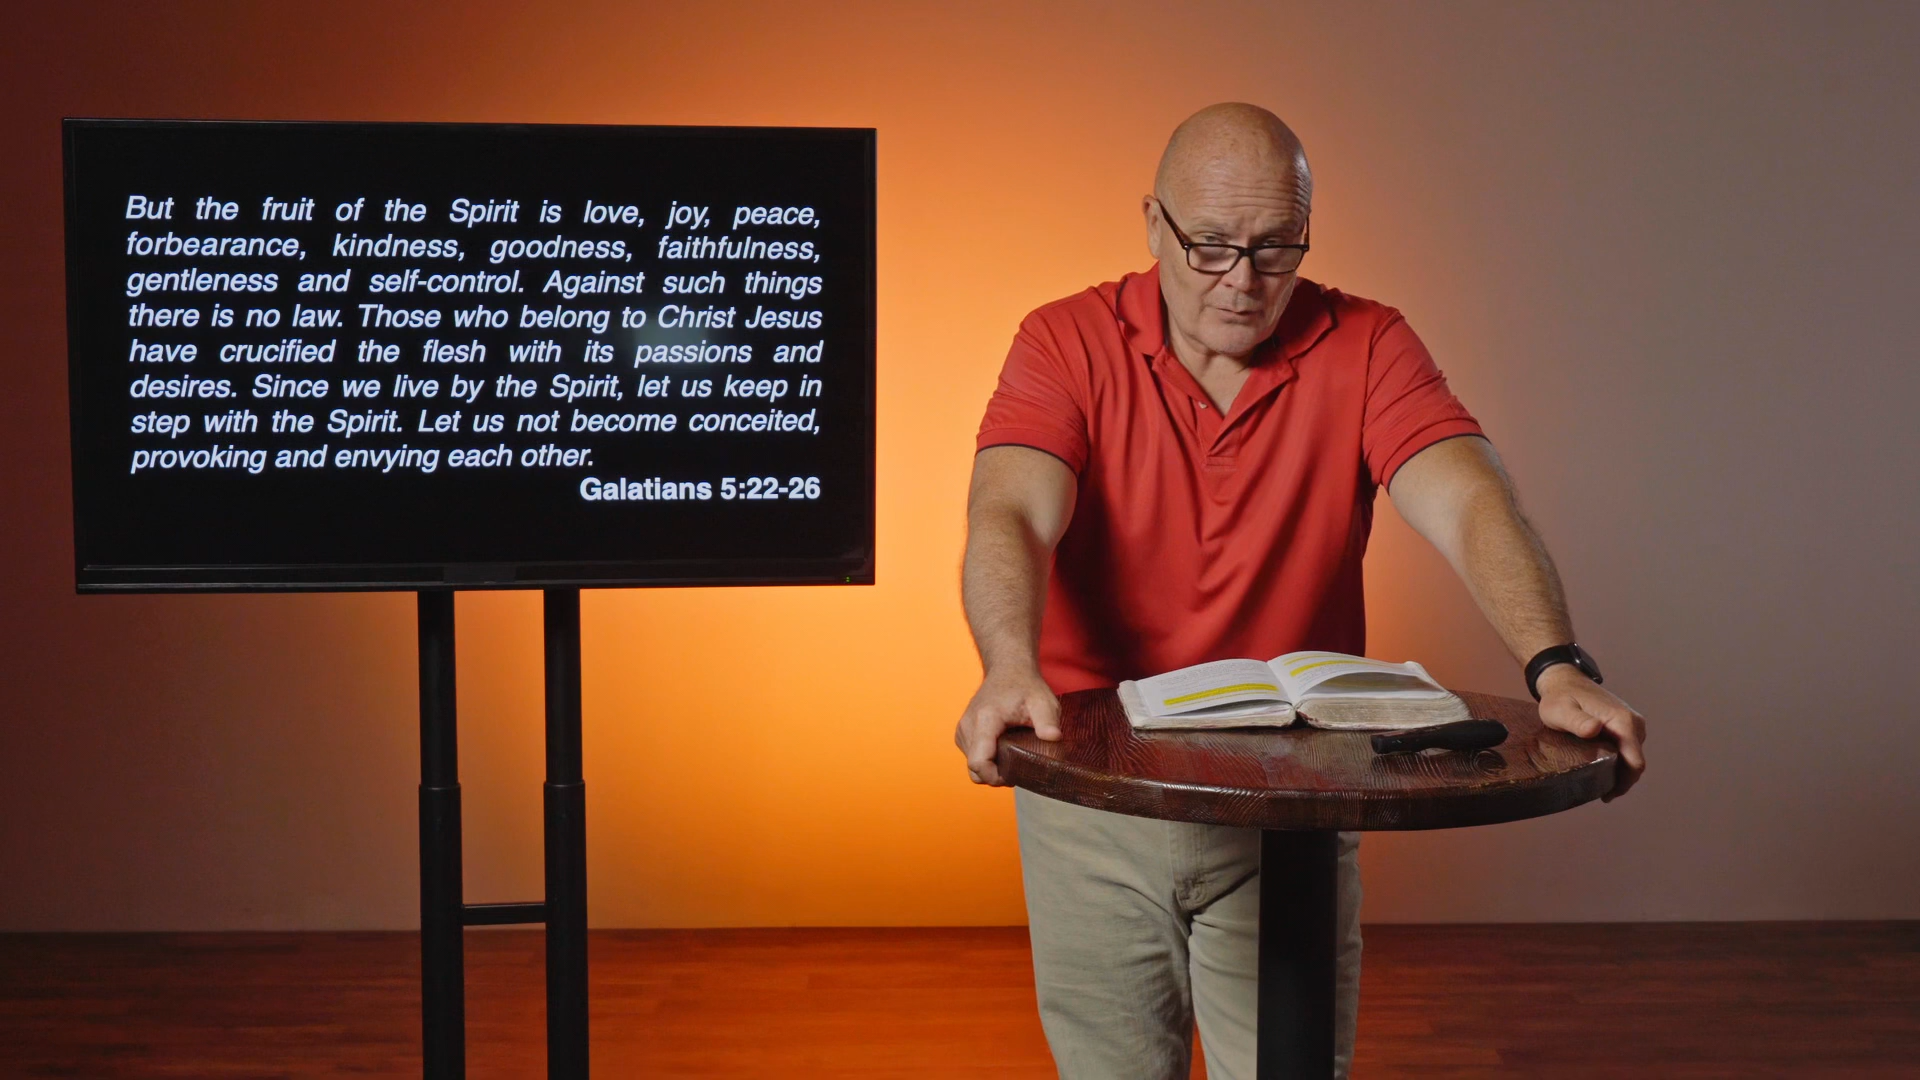 But the fruit of the Spirit is love, joy, peace,
forbearance, kindness, goodness, faithfulness,
gentleness and self-control. Against such things
there is no law. Those who belong to Christ Jesus
have crucified the flesh with its passions and
desires. Since we live by the Spirit, let us keep in
step with the Spirit. Let us not become conceited,
provoking and envying each other.
Galatians 5:22-26